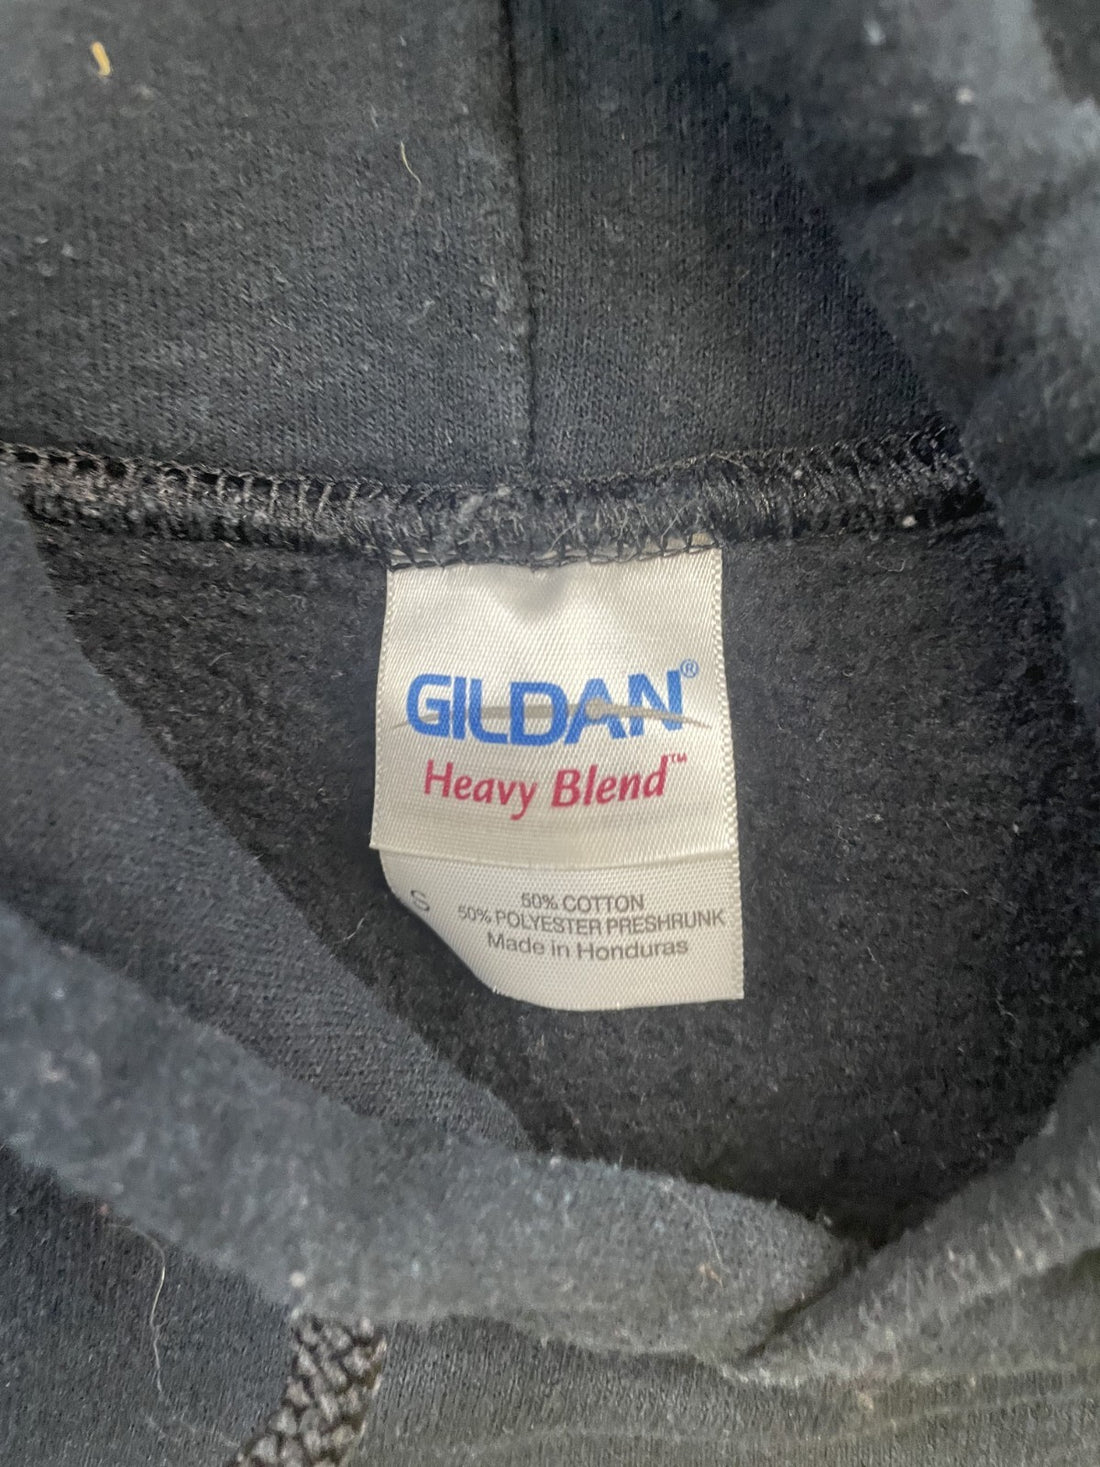 GILDAN®
Heavy Blend™
S
50% COTTON
50% POLYESTER PRESHRUNK
Made in Honduras